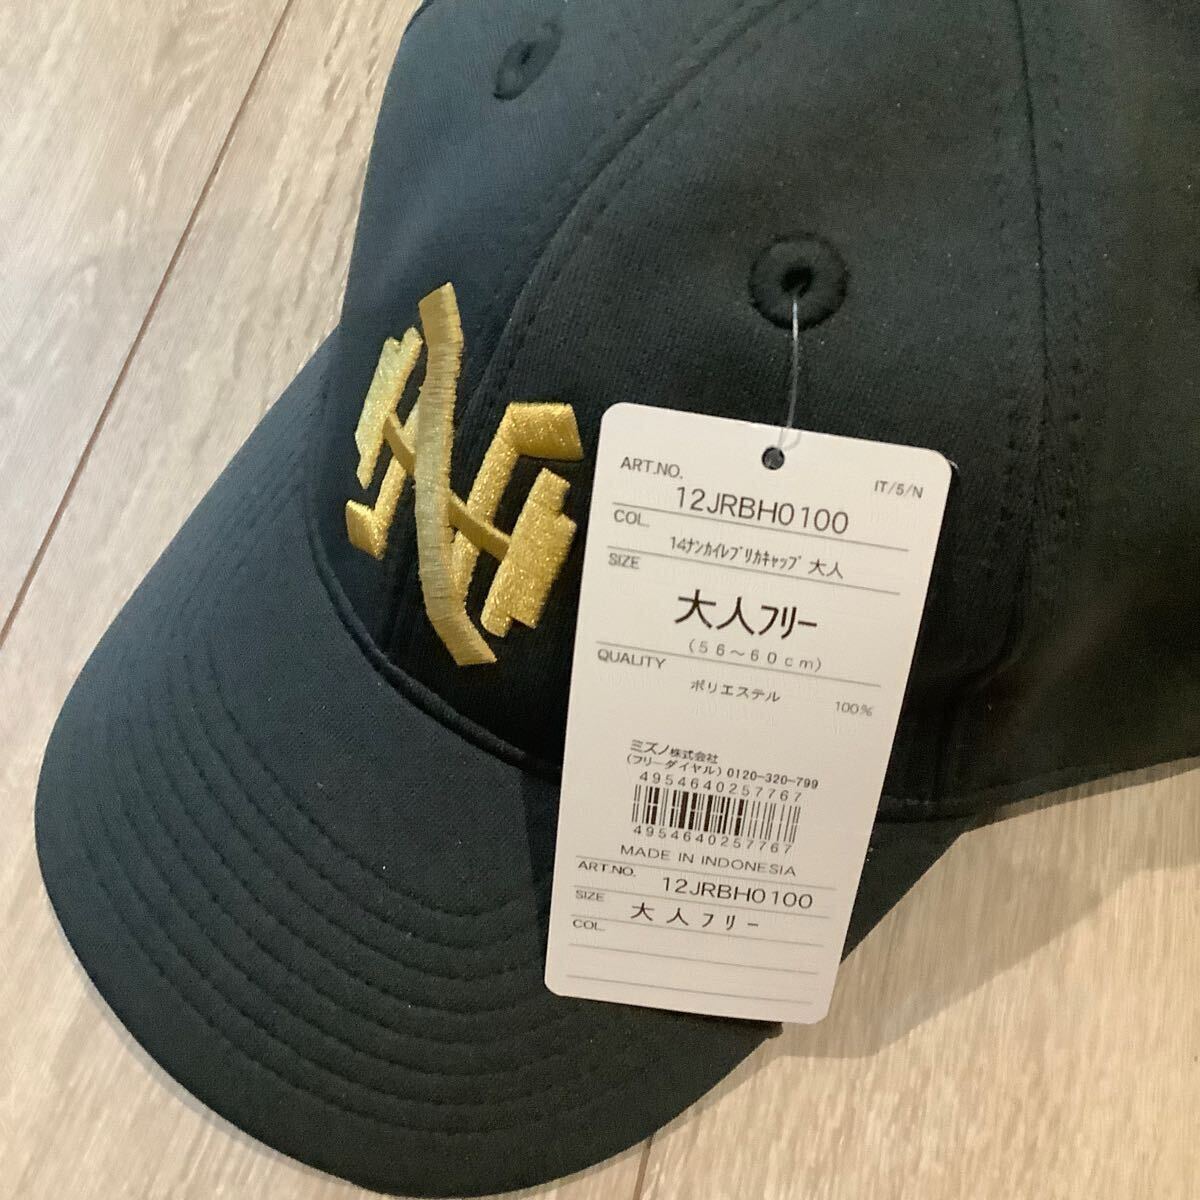 NH
ART.NO.
IT/5/N
12JRBH0100
COL.
14ﾅﾝｶｲﾚﾌﾟﾘｶｷｬｯﾌﾟ 大人
SIZE
大人ﾌﾘｰ
(56～60cm)
QUALITY
ポリエステル 100%
ミズノ株式会社
(フリーダイヤル) 0120-320-799
4954640257767
4954640257767
MADE IN INDONESIA
ART.NO. 12JRBH0100
SIZE 大人フリー
COL.